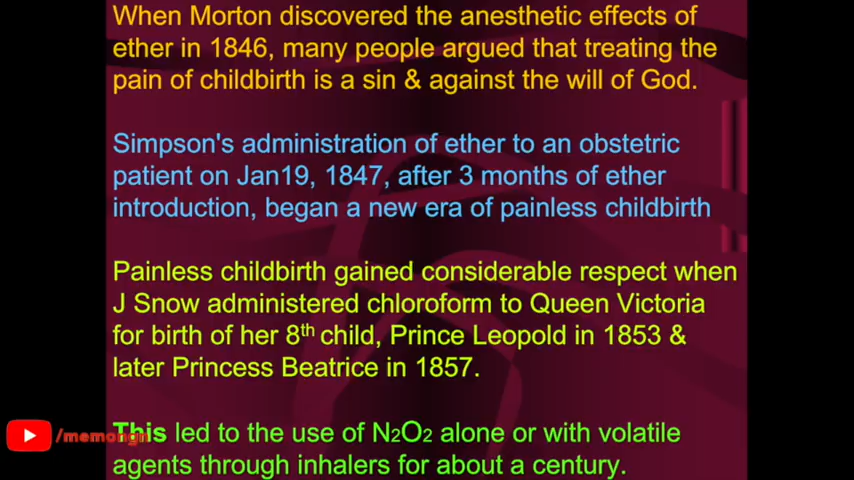 When Morton discovered the anesthetic effects of
ether in 1846, many people argued that treating the
pain of childbirth is a sin & against the will of God.
Simpson's administration of ether to an obstetric
patient on Jan19, 1847, after 3 months of ether
introduction, began a new era of painless childbirth
Painless childbirth gained considerable respect when
J Snow administered chloroform to Queen Victoria
for birth of her 8th child, Prince Leopold in 1853 &
later Princess Beatrice in 1857.
This led to the use of N2O2 alone or with volatile
/memongn
agents through inhalers for about a century.